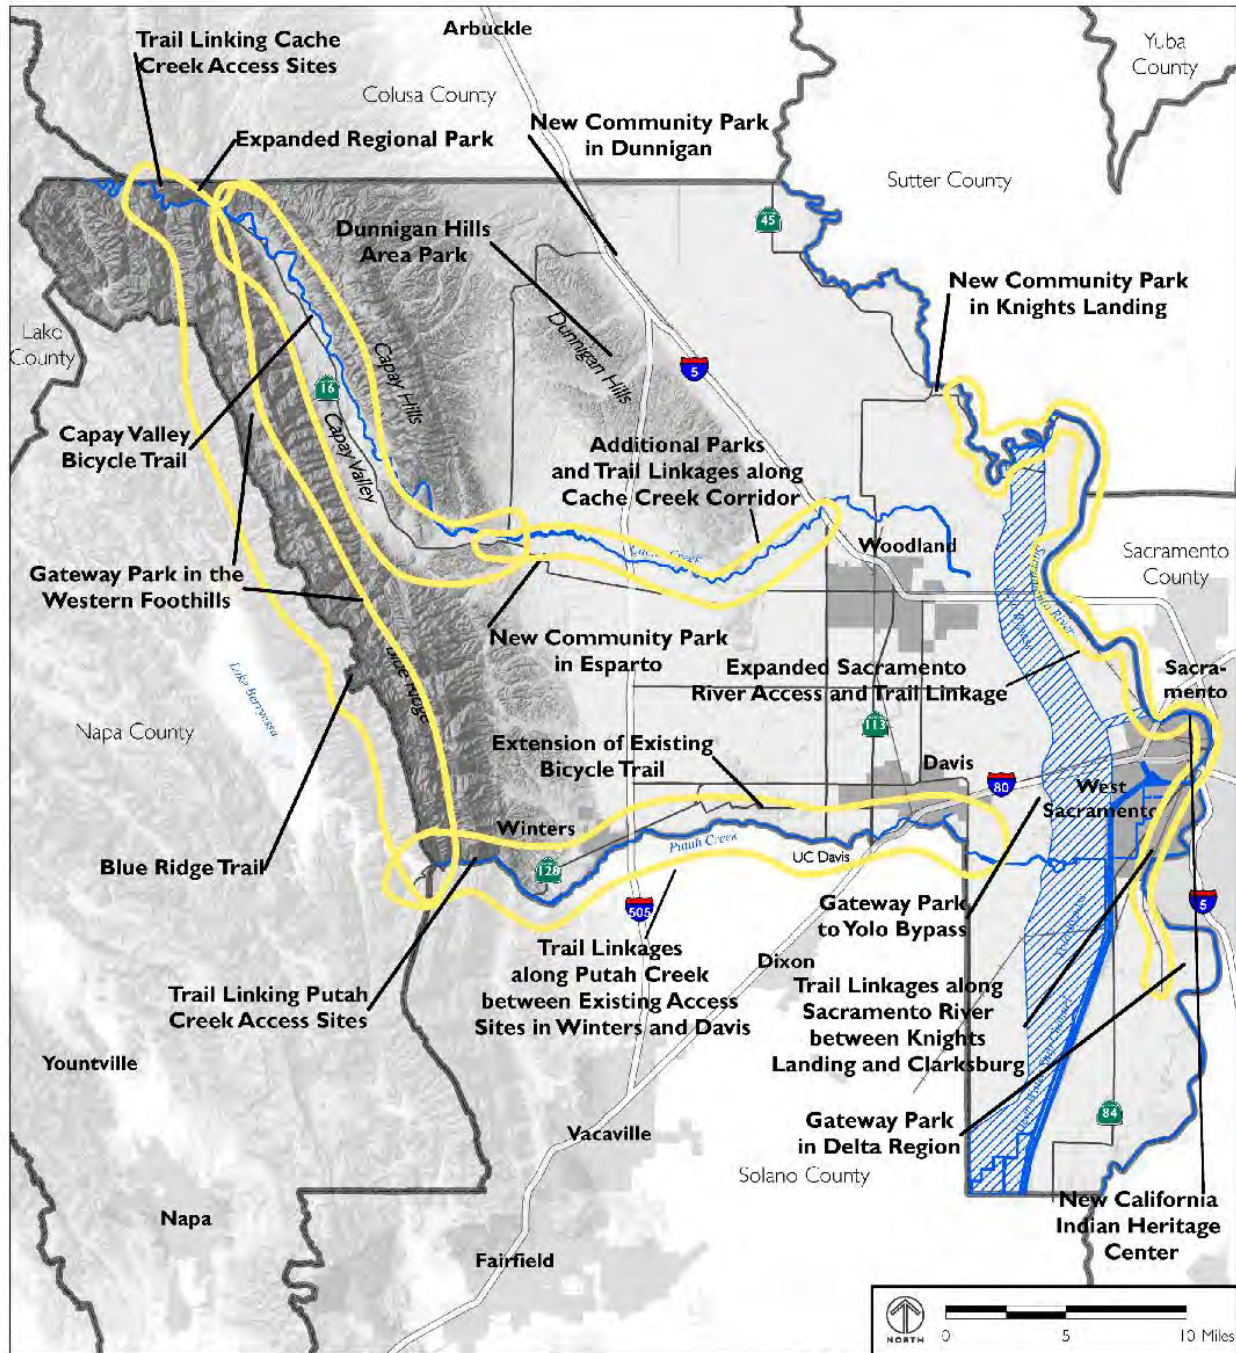 Arbuckle
Trail Linking Cache
Creek Access Sites
Yuba
County
Colusa County
Expanded Regional Park
New Community Park
in Dunnigan
Sutter County
45
Dunnigan Hills
Area Park
New Community Park
in Knights Landing
Lake
County
Dunnigan Hills
Capay Hills
5
16
Capay Valley
Capay Valley
Bicycle Trail
Additional Parks
and Trail Linkages along
Cache Creek Corridor
Cache Creek
Woodland
Sacramento
County
Sacramento River
Gateway Park in the
Western Foothills
New Community Park
in Esparto
Blue Ridge
Lake Berryessa
Expanded Sacramento
River Access and Trail Linkage
Sacra-
mento
Napa County
113
Extension of Existing
Bicycle Trail
Davis
80
West
Sacramento
Winters
Putah Creek
UC Davis
Blue Ridge Trail
128
505
5
Gateway Park
to Yolo Bypass
Trail Linkages
along Putah Creek
between Existing Access
Sites in Winters and Davis
Dixon
Trail Linking Putah
Creek Access Sites
Trail Linkages along
Sacramento River
between Knights
Landing and Clarksburg
Yountville
84
Gateway Park
in Delta Region
Vacaville
Solano County
New California
Indian Heritage
Center
Napa
Fairfield
NORTH
0 5 10 Miles